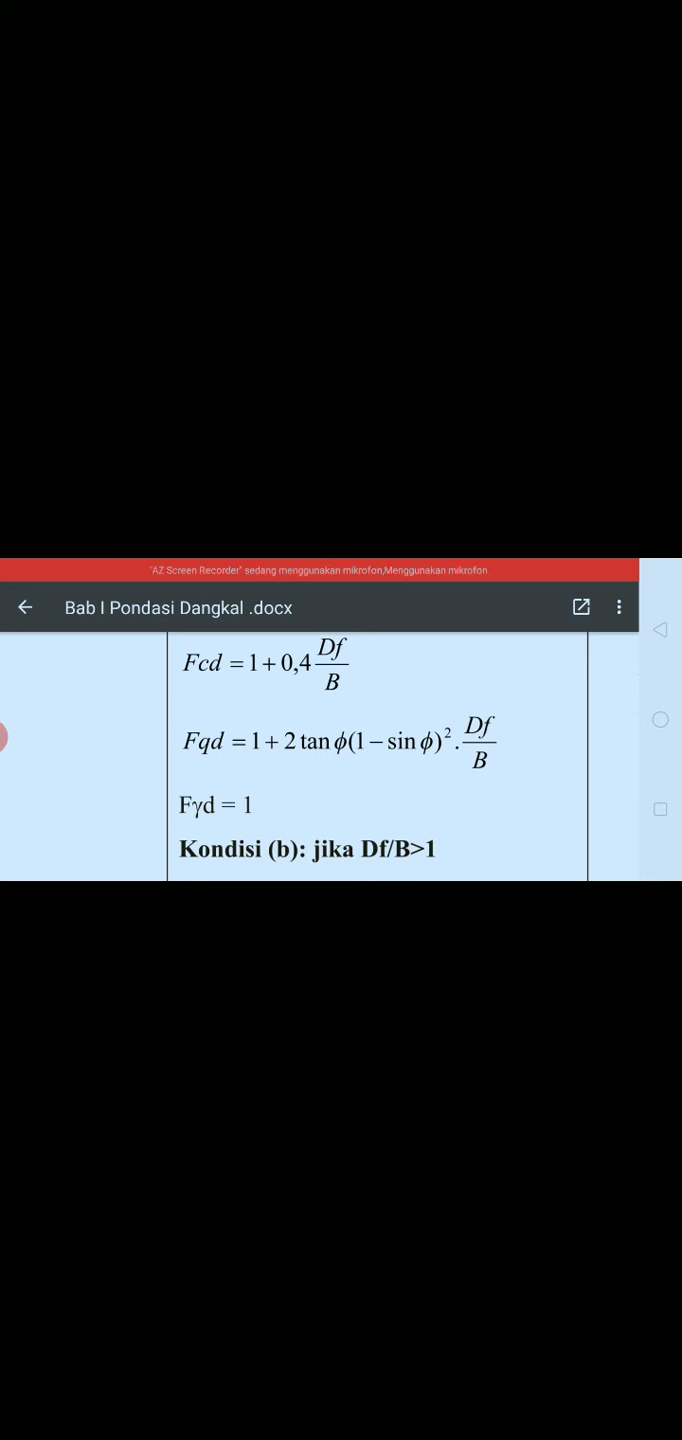 "AZ Screen Recorder" sedang menggunakan mikrofon,Menggunakan mikrofon
Bab I Pondasi Dangkal .docx
Fcd = 1 + 0,4 Df/B
Fqd = 1 + 2 tan ϕ(1 − sin ϕ)² . Df/B
Fγd = 1
Kondisi (b): jika Df/B>1